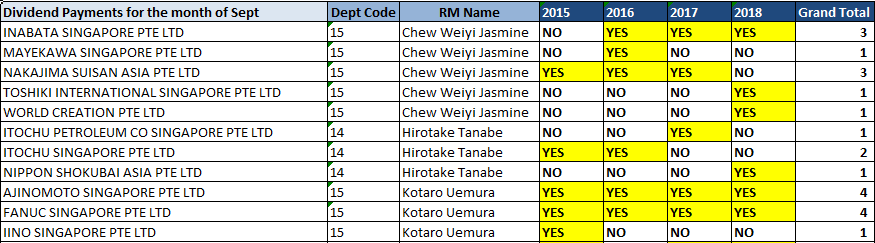 Dividend Payments for the month of Sept Dept Code RM Name 2015 2016 2017 2018 Grand Total
INABATA SINGAPORE PTE LTD 15 Chew Weiyi Jasmine NO YES YES YES 3
MAYEKAWA SINGAPORE PTE LTD 15 Chew Weiyi Jasmine NO YES NO NO 1
NAKAJIMA SUISAN ASIA PTE LTD 15 Chew Weiyi Jasmine YES YES YES NO 3
TOSHIKI INTERNATIONAL SINGAPORE PTE LTD 15 Chew Weiyi Jasmine NO NO NO YES 1
WORLD CREATION PTE LTD 15 Chew Weiyi Jasmine NO NO NO YES 1
ITOCHU PETROLEUM CO SINGAPORE PTE LTD 14 Hirotake Tanabe NO NO YES NO 1
ITOCHU SINGAPORE PTE LTD 14 Hirotake Tanabe YES YES NO NO 2
NIPPON SHOKUBAI ASIA PTE LTD 14 Hirotake Tanabe NO NO NO YES 1
AJINOMOTO SINGAPORE PTE LTD 15 Kotaro Uemura YES YES YES YES 4
FANUC SINGAPORE PTE LTD 15 Kotaro Uemura YES YES YES YES 4
IINO SINGAPORE PTE LTD 15 Kotaro Uemura YES NO NO NO 1